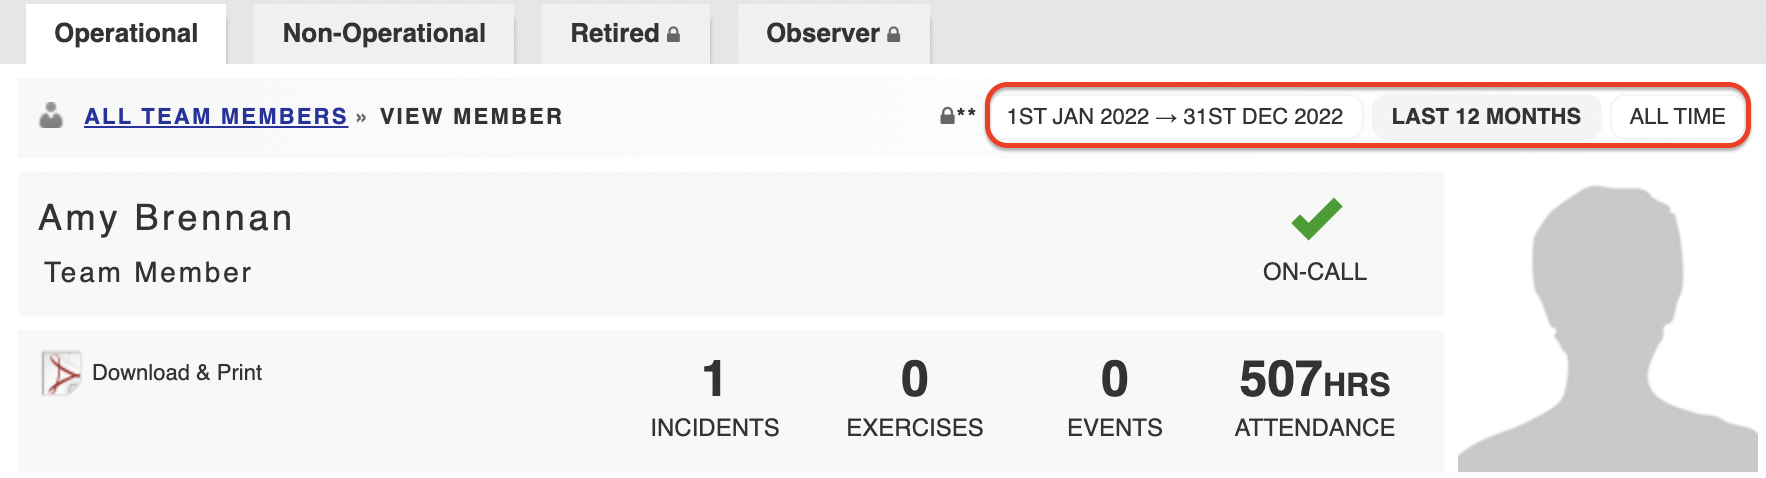 Operational Non-Operational Retired Observer
ALL TEAM MEMBERS » VIEW MEMBER ** 1ST JAN 2022 → 31ST DEC 2022 LAST 12 MONTHS ALL TIME
Amy Brennan
Team Member
ON-CALL
Download & Print
1 0 0 507HRS
INCIDENTS EXERCISES EVENTS ATTENDANCE